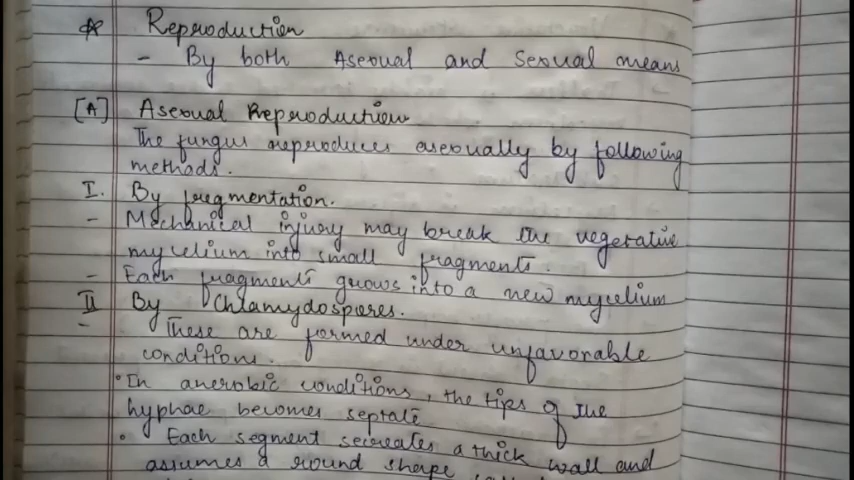 * Reproduction
- By both Asexual and Sexual means
[A] Asexual Reproduction
The fungus reproduces asexually by following
methods.
I. By fragmentation.
- Mechanical injury may break the vegetative
mycelium into small fragments.
- Each fragments grows into a new mycelium
II By Chlamydospores.
- These are formed under unfavorable
conditions.
• In anerobic conditions, the tips of the
hyphae becomes septate
• Each segment secreates a thick wall and
assumes a round shape